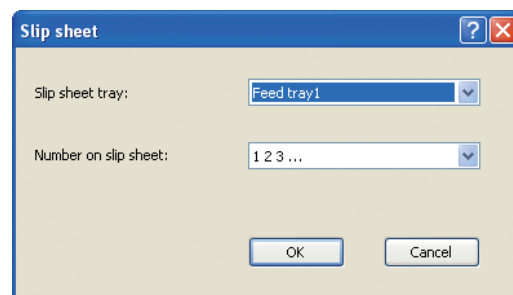 Slip sheet
Slip sheet tray: Feed tray1
Number on slip sheet: 1 2 3 ...
OK Cancel